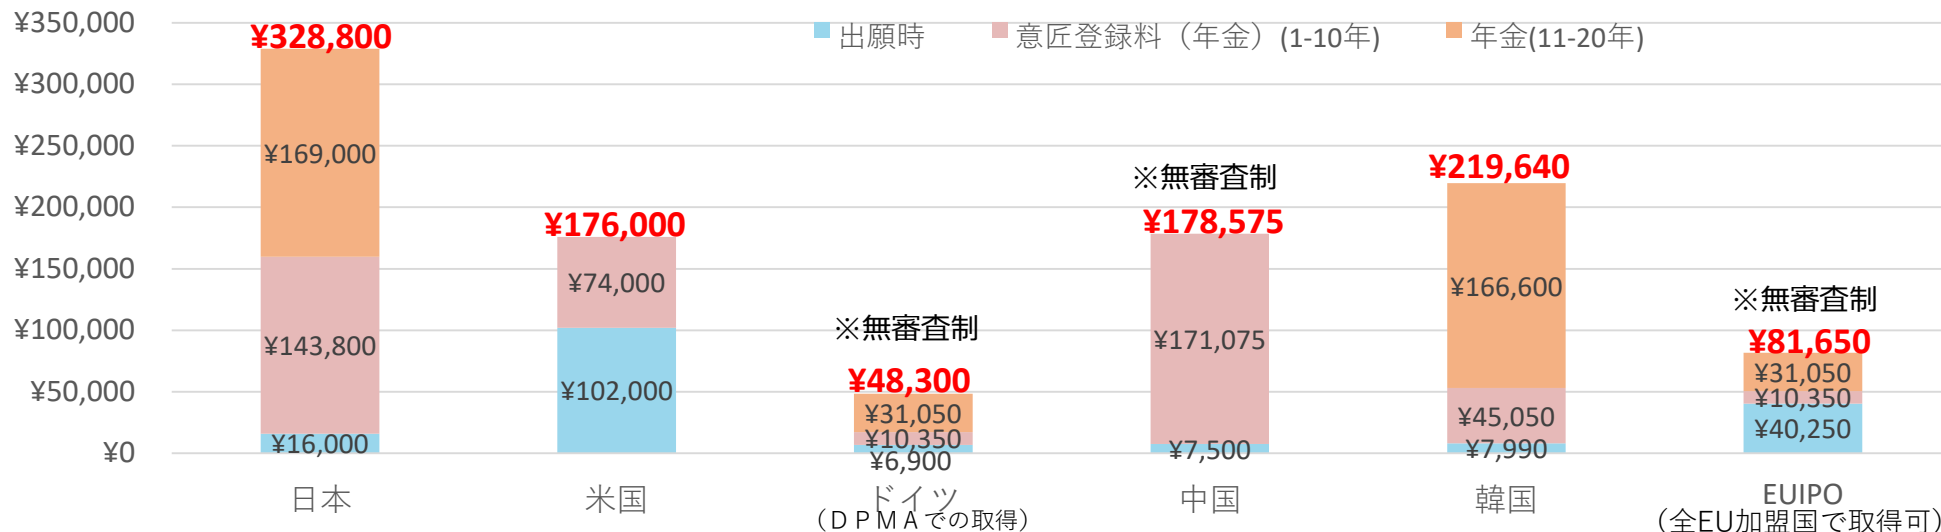 ¥350,000
¥300,000
¥250,000
¥200,000
¥150,000
¥100,000
¥50,000
¥0
出願時
意匠登録料（年金）(1-10年)
年金(11-20年)
¥328,800
¥169,000
¥143,800
¥16,000
日本
¥176,000
¥74,000
¥102,000
米国
※無審査制
¥48,300
¥31,050
¥10,350
¥6,900
ドイツ
（ＤＰＭＡでの取得）
※無審査制
¥178,575
¥171,075
¥7,500
中国
¥219,640
¥166,600
¥45,050
¥7,990
韓国
※無審査制
¥81,650
¥31,050
¥10,350
¥40,250
EUIPO
（全EU加盟国で取得可）